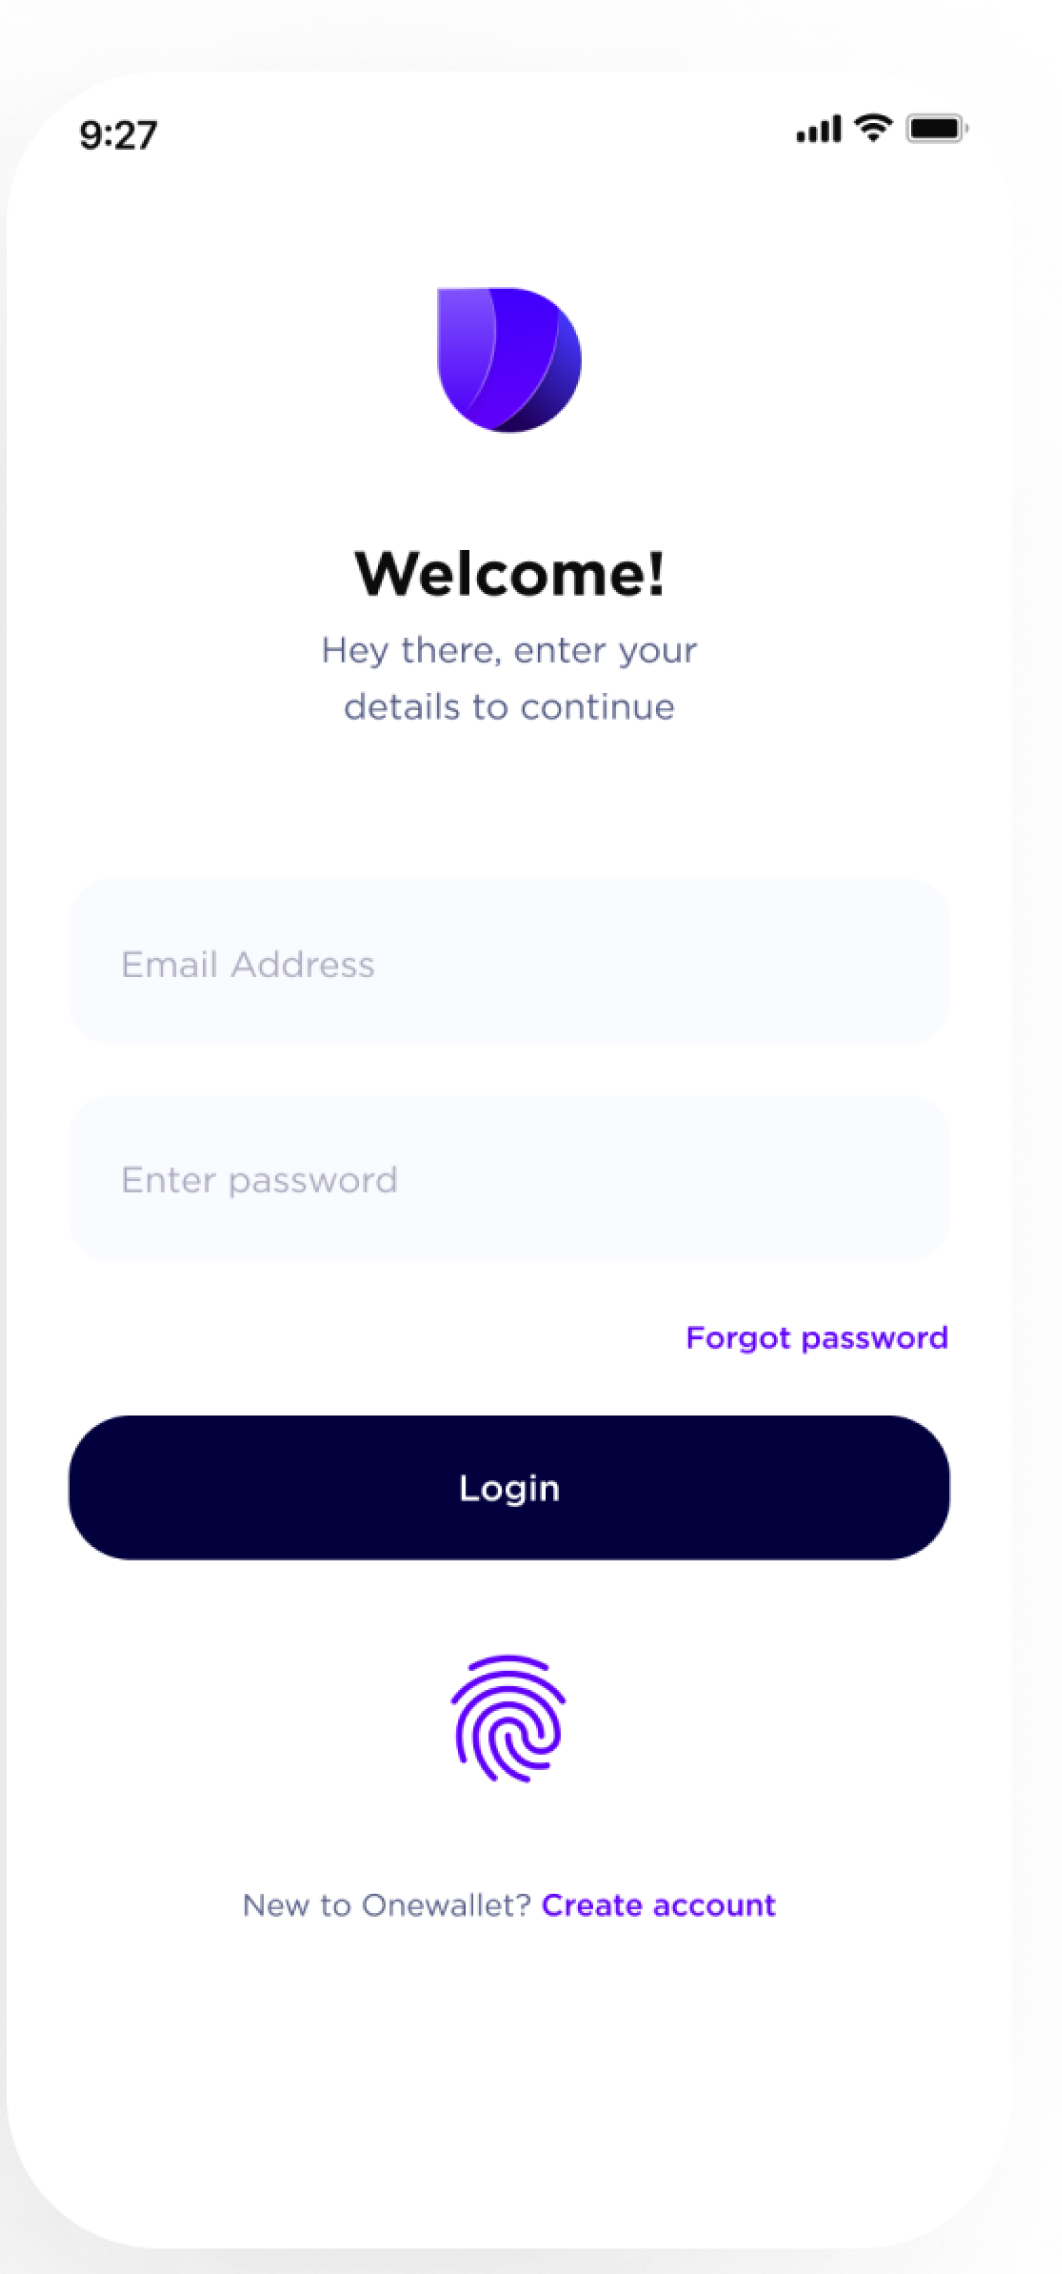 9:27
Welcome!
Hey there, enter your
details to continue
Email Address
Enter password
Forgot password
Login
New to Onewallet? Create account